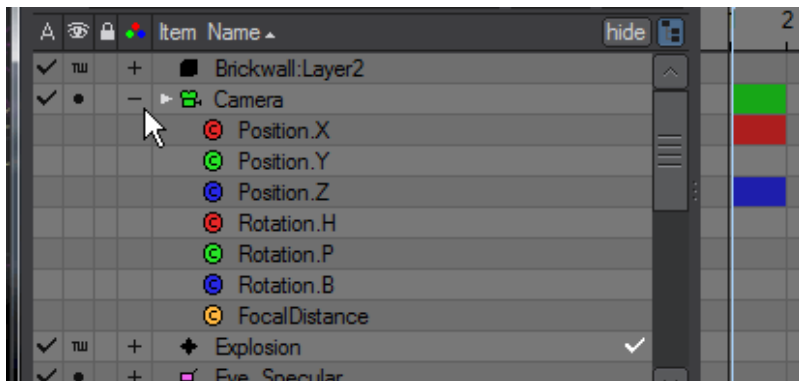 A Item Name hide 2
Brickwall:Layer2
Camera
C Position.X
C Position.Y
C Position.Z
C Rotation.H
C Rotation.P
C Rotation.B
C FocalDistance
Explosion
Eye_Specular